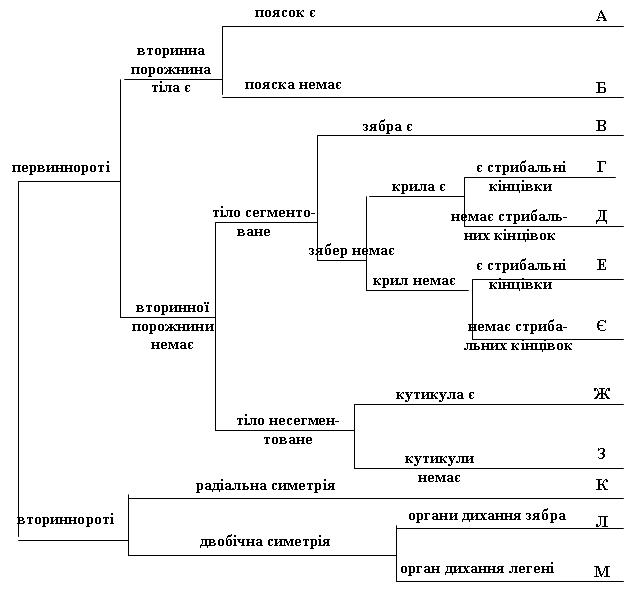 поясок є
А
вторинна
порожнина
тіла є
пояска немає
Б
зябра є
В
первиннороті
є стрибальні
кінцівки
Г
крила є
тіло сегменто-
ване
немає стрибаль-
них кінцівок
Д
зябер немає
є стрибальні
кінцівки
Е
крил немає
вторинної
порожнини
немає
немає стриба-
льних кінцівок
Є
кутикула є
Ж
тіло несегмен-
товане
кутикули
немає
З
радіальна симетрія
К
вториннороті
органи дихання зябра
Л
двобічна симетрія
орган дихання легені
М